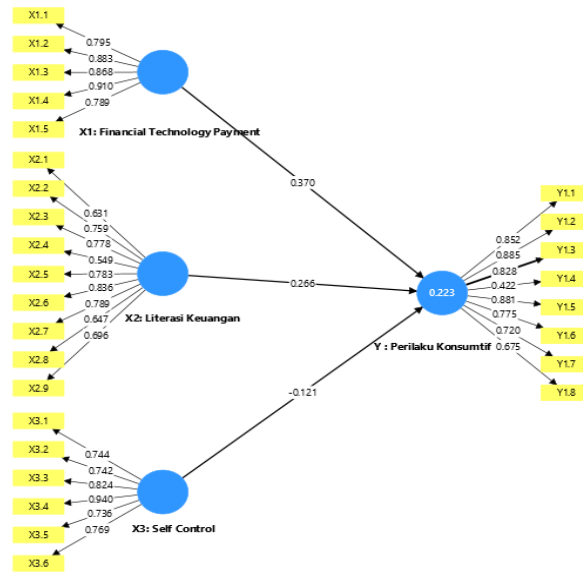 X1.1
X1.2
X1.3
X1.4
X1.5
0.795
0.883
0.868
0.910
0.789
X1: Financial Technology Payment
0.370
X2.1
X2.2
X2.3
X2.4
X2.5
X2.6
X2.7
X2.8
X2.9
0.631
0.759
0.778
0.549
0.783
0.836
0.789
0.647
0.696
X2: Literasi Keuangan
0.266
X3.1
X3.2
X3.3
X3.4
X3.5
X3.6
0.744
0.742
0.824
0.940
0.736
0.769
X3: Self Control
-0.121
0.223
Y : Perilaku Konsumtif
0.852
0.885
0.828
0.422
0.881
0.775
0.720
0.675
Y1.1
Y1.2
Y1.3
Y1.4
Y1.5
Y1.6
Y1.7
Y1.8